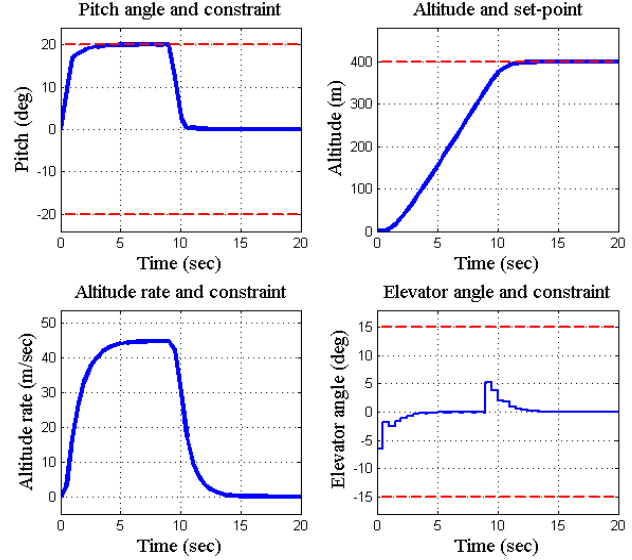 Pitch angle and constraint
20
10
0
-10
-20
Pitch (deg)
0 5 10 15 20
Time (sec)
Altitude and set-point
400
300
200
100
0
Altitude (m)
0 5 10 15 20
Time (sec)
Altitude rate and constraint
50
40
30
20
10
0
Altitude rate (m/sec)
0 5 10 15 20
Time (sec)
Elevator angle and constraint
15
10
5
0
-5
-10
-15
Elevator angle (deg)
0 5 10 15 20
Time (sec)